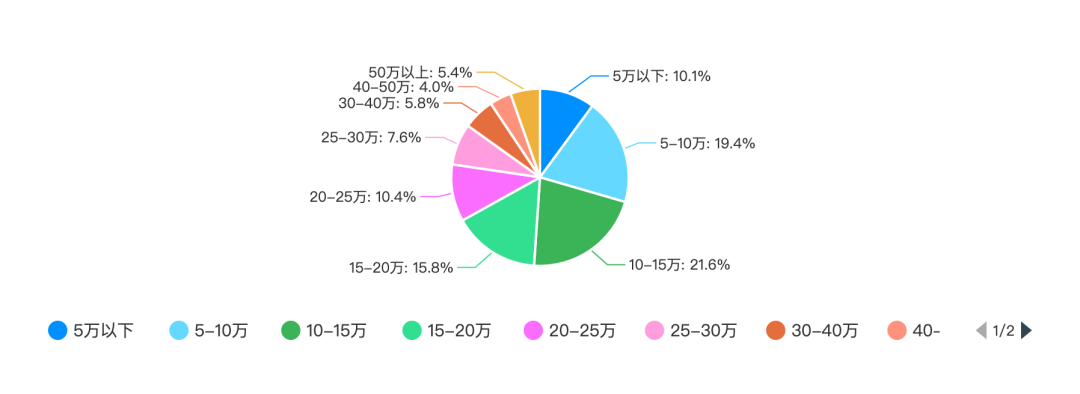 50万以上: 5.4%
5万以下: 10.1%
40-50万: 4.0%
30-40万: 5.8%
25-30万: 7.6%
5-10万: 19.4%
20-25万: 10.4%
10-15万: 21.6%
15-20万: 15.8%
5万以下 5-10万 10-15万 15-20万 20-25万 25-30万 30-40万 40- 1/2